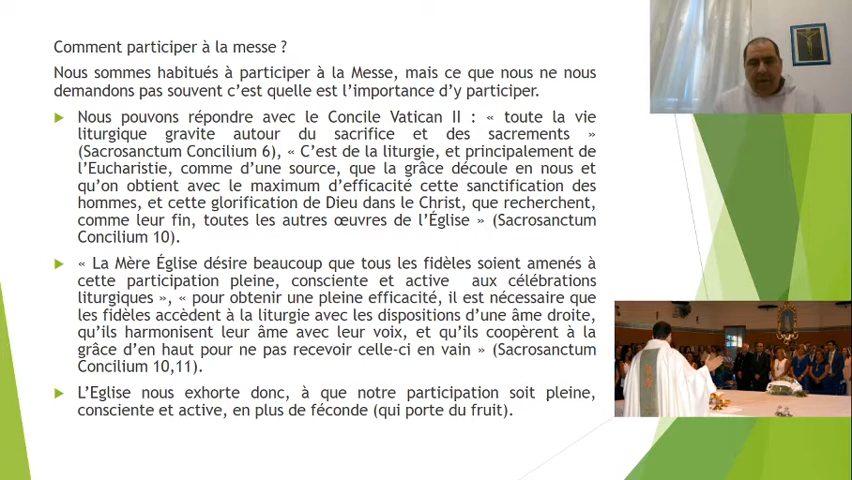 Comment participer à la messe ?
Nous sommes habitués à participer à la Messe, mais ce que nous ne nous
demandons pas souvent c'est quelle est l'importance d'y participer.
Nous pouvons répondre avec le Concile Vatican II : « toute la vie
liturgique gravite autour du sacrifice et des sacrements »
(Sacrosanctum Concilium 6), « C'est de la liturgie, et principalement de
l'Eucharistie, comme d'une source, que la grâce découle en nous et
qu'on obtient avec le maximum d'efficacité cette sanctification des
hommes, et cette glorification de Dieu dans le Christ, que recherchent,
comme leur fin, toutes les autres œuvres de l'Église » (Sacrosanctum
Concilium 10).
« La Mère Église désire beaucoup que tous les fidèles soient amenés à
cette participation pleine, consciente et active aux célébrations
liturgiques », « pour obtenir une pleine efficacité, il est nécessaire que
les fidèles accèdent à la liturgie avec les dispositions d'une âme droite,
qu'ils harmonisent leur âme avec leur voix, et qu'ils coopèrent à la
grâce d'en haut pour ne pas recevoir celle-ci en vain » (Sacrosanctum
Concilium 10,11).
L'Eglise nous exhorte donc, à que notre participation soit pleine,
consciente et active, en plus de féconde (qui porte du fruit).